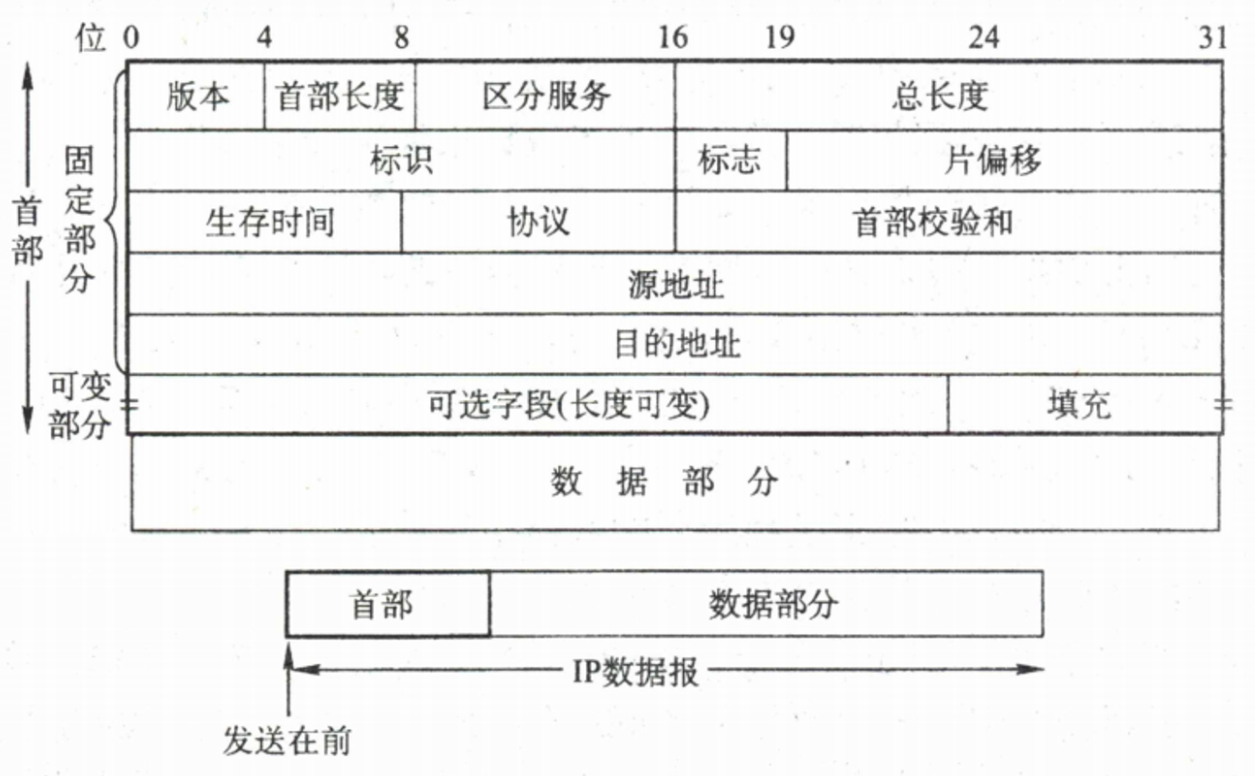 位 0 4 8 16 19 24 31
版本 首部长度 区分服务 总长度
标识 标志 片偏移
生存时间 协议 首部校验和
源地址
目的地址
可选字段(长度可变) 填充
首部
固定部分
可变
部分
数据部分
首部 数据部分
IP数据报
发送在前